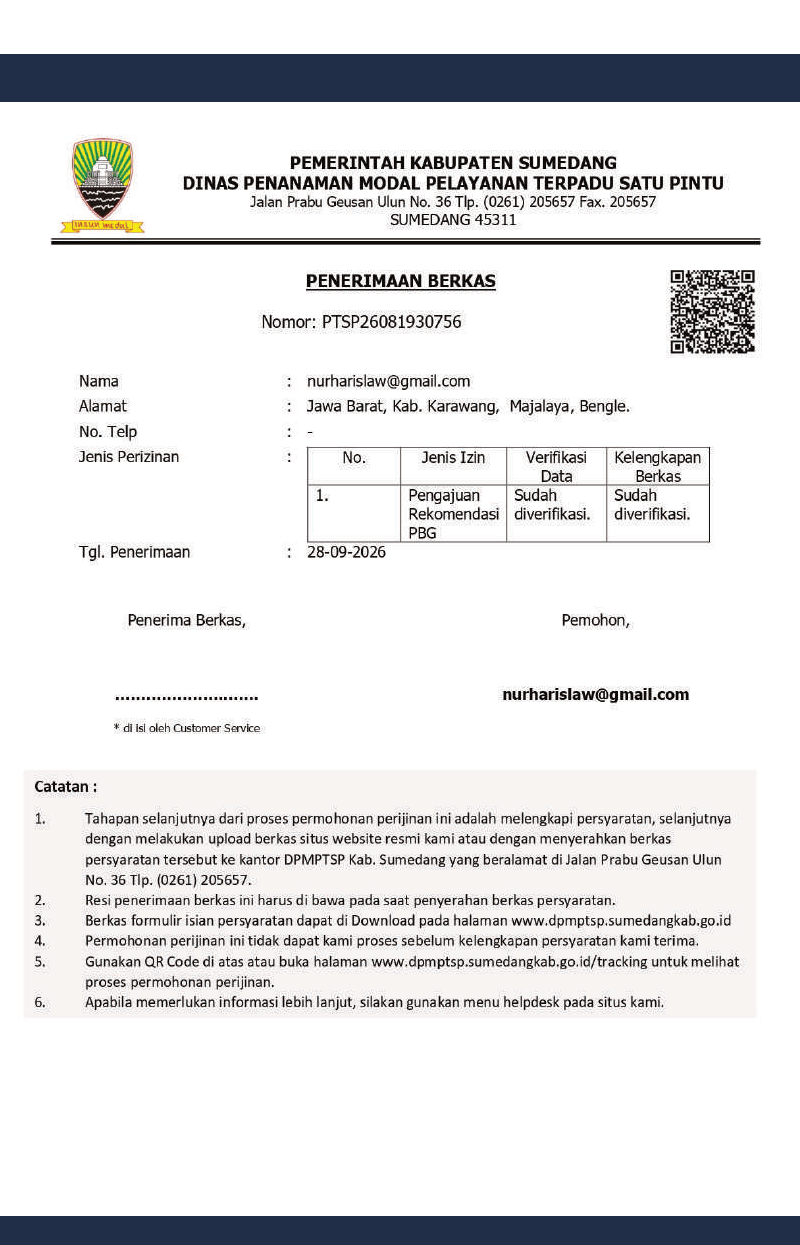 PEMERINTAH KABUPATEN SUMEDANG
DINAS PENANAMAN MODAL PELAYANAN TERPADU SATU PINTU
Jalan Prabu Geusan Ulun No. 36 Tlp. (0261) 205657 Fax. 205657
SUMEDANG 45311
PENERIMAAN BERKAS
Nomor: PTSP26081930756
Nama : nurharislaw@gmail.com
Alamat : Jawa Barat, Kab. Karawang, Majalaya, Bengle.
No. Telp : -
Jenis Perizinan :
No. Jenis Izin Verifikasi Data Kelengkapan Berkas
1. Pengajuan Rekomendasi PBG Sudah diverifikasi. Sudah diverifikasi.
Tgl. Penerimaan : 28-09-2026
Penerima Berkas, Pemohon,
............................ nurharislaw@gmail.com
* di isi oleh Customer Service
Catatan :
1. Tahapan selanjutnya dari proses permohonan perijinan ini adalah melengkapi persyaratan, selanjutnya
dengan melakukan upload berkas situs website resmi kami atau dengan menyerahkan berkas
persyaratan tersebut ke kantor DPMPTSP Kab. Sumedang yang beralamat di Jalan Prabu Geusan Ulun
No. 36 Tlp. (0261) 205657.
2. Resi penerimaan berkas ini harus di bawa pada saat penyerahan berkas persyaratan.
3. Berkas formulir isian persyaratan dapat di Download pada halaman www.dpmptsp.sumedangkab.go.id
4. Permohonan perijinan ini tidak dapat kami proses sebelum kelengkapan persyaratan kami terima.
5. Gunakan QR Code di atas atau buka halaman www.dpmptsp.sumedangkab.go.id/tracking untuk melihat
proses permohonan perijinan.
6. Apabila memerlukan informasi lebih lanjut, silakan gunakan menu helpdesk pada situs kami.